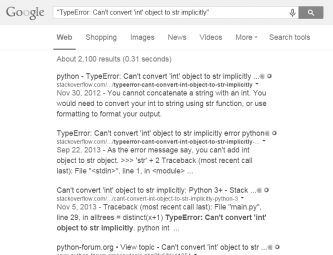 Google
"TypeError: Can't convert 'int' object to str implicitly"
Web Shopping Images News Videos More Search tools
About 2,100 results (0.31 seconds)
python - TypeError: Can't convert 'int' object to str implicitly ...
stackoverflow.com/.../typeerror-cant-convert-int-object-to-str-implicitly
Nov 30, 2012 - You cannot concatenate a string with an int. You
would need to convert your int to string using str function, or use
formatting to format your output.
TypeError: Can't convert 'int' object to str implicitly error python
stackoverflow.com/.../typeerror-cant-convert-int-object-to-str-implicitly-...
Sep 22, 2013 - As the error message say, you can't add int
object to str object. >>> 'str' + 2 Traceback (most recent call
last): File "<stdin>", line 1, in <module> ...
Can't convert 'int' object to str implicitly: Python 3+ - Stack ...
stackoverflow.com/.../cant-convert-int-object-to-str-implicitly-python-3
Nov 5, 2013 - Traceback (most recent call last): File "main.py",
line 29, in alltrees = distinct(x+1) TypeError: Can't convert 'int'
object to str implicitly. python int ...
python-forum.org • View topic - Can't convert 'int' object to str ...